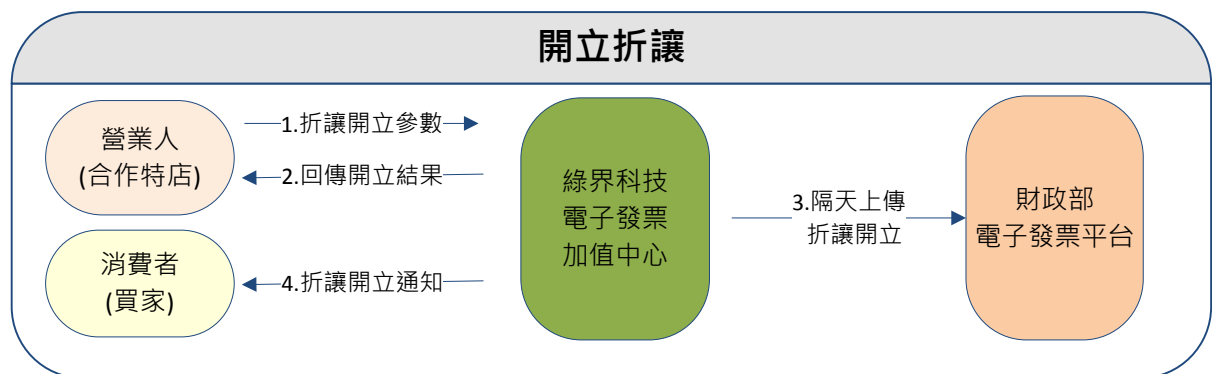 開立折讓
營業人
(合作特店)
1.折讓開立參數
2.回傳開立結果
消費者
(買家)
4.折讓開立通知
綠界科技
電子發票
加值中心
3.隔天上傳
折讓開立
財政部
電子發票平台